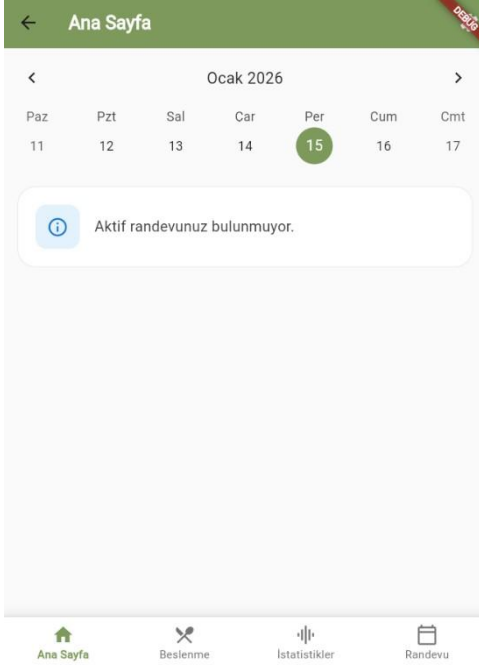 Ana Sayfa
DEBUG
Ocak 2026
Paz Pzt Sal Car Per Cum Cmt
11 12 13 14 15 16 17
Aktif randevunuz bulunmuyor.
Ana Sayfa Beslenme İstatistikler Randevu